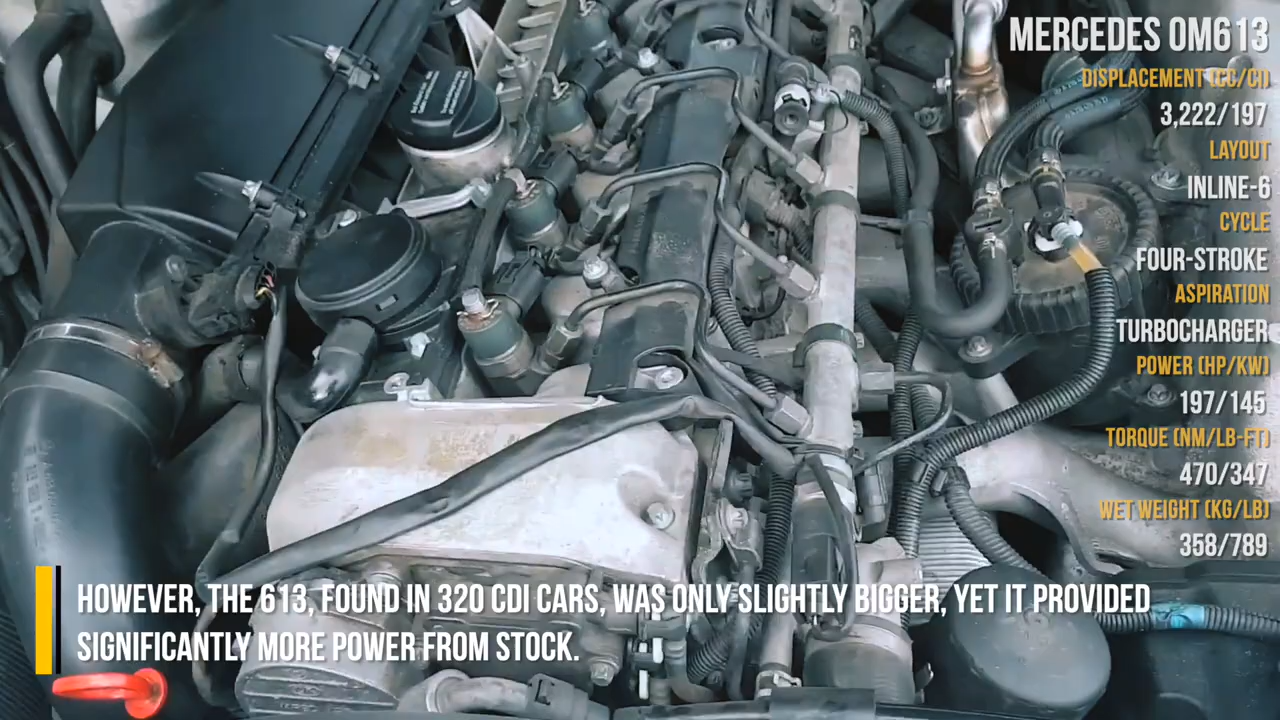 MERCEDES OM613
DISPLACEMENT (CC/CI)
3,222/197
LAYOUT
INLINE-6
CYCLE
FOUR-STROKE
ASPIRATION
TURBOCHARGER
POWER (HP/KW)
197/145
TORQUE (NM/LB-FT)
470/347
WET WEIGHT (KG/LB)
358/789
HOWEVER, THE 613, FOUND IN 320 CDI CARS, WAS ONLY SLIGHTLY BIGGER, YET IT PROVIDED
SIGNIFICANTLY MORE POWER FROM STOCK.